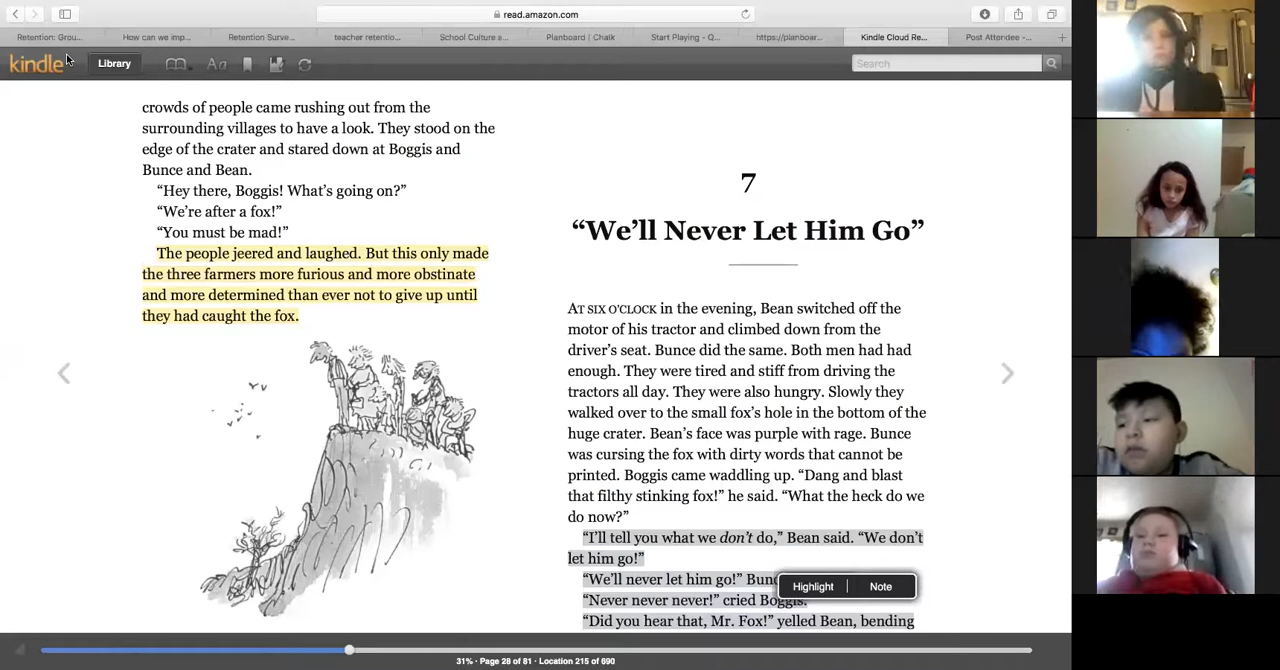 read.amazon.com
Retention: Grou...
How can we imp...
Retention Surve...
teacher retentio...
School Culture e...
Planboard | Chalk
Start Playing - Q...
https://planboar...
Kindle Cloud Re...
Post Attendee -...
kindle
Library
Aa
Search
crowds of people came rushing out from the
surrounding villages to have a look. They stood on the
edge of the crater and stared down at Boggis and
Bunce and Bean.
“Hey there, Boggis! What’s going on?”
“We’re after a fox!”
“You must be mad!”
The people jeered and laughed. But this only made
the three farmers more furious and more obstinate
and more determined than ever not to give up until
they had caught the fox.
7
“We’ll Never Let Him Go”
AT SIX O’CLOCK in the evening, Bean switched off the
motor of his tractor and climbed down from the
driver’s seat. Bunce did the same. Both men had had
enough. They were tired and stiff from driving the
tractors all day. They were also hungry. Slowly they
walked over to the small fox’s hole in the bottom of the
huge crater. Bean’s face was purple with rage. Bunce
was cursing the fox with dirty words that cannot be
printed. Boggis came waddling up. “Dang and blast
that filthy stinking fox!” he said. “What the heck do we
do now?”
“I’ll tell you what we don’t do,” Bean said. “We don’t
let him go!”
“We’ll never let him go!”
Highlight
Note
“Never never never!” cried Boggis.
“Did you hear that, Mr. Fox!” yelled Bean, bending
31% · Page 28 of 81 · Location 215 of 690